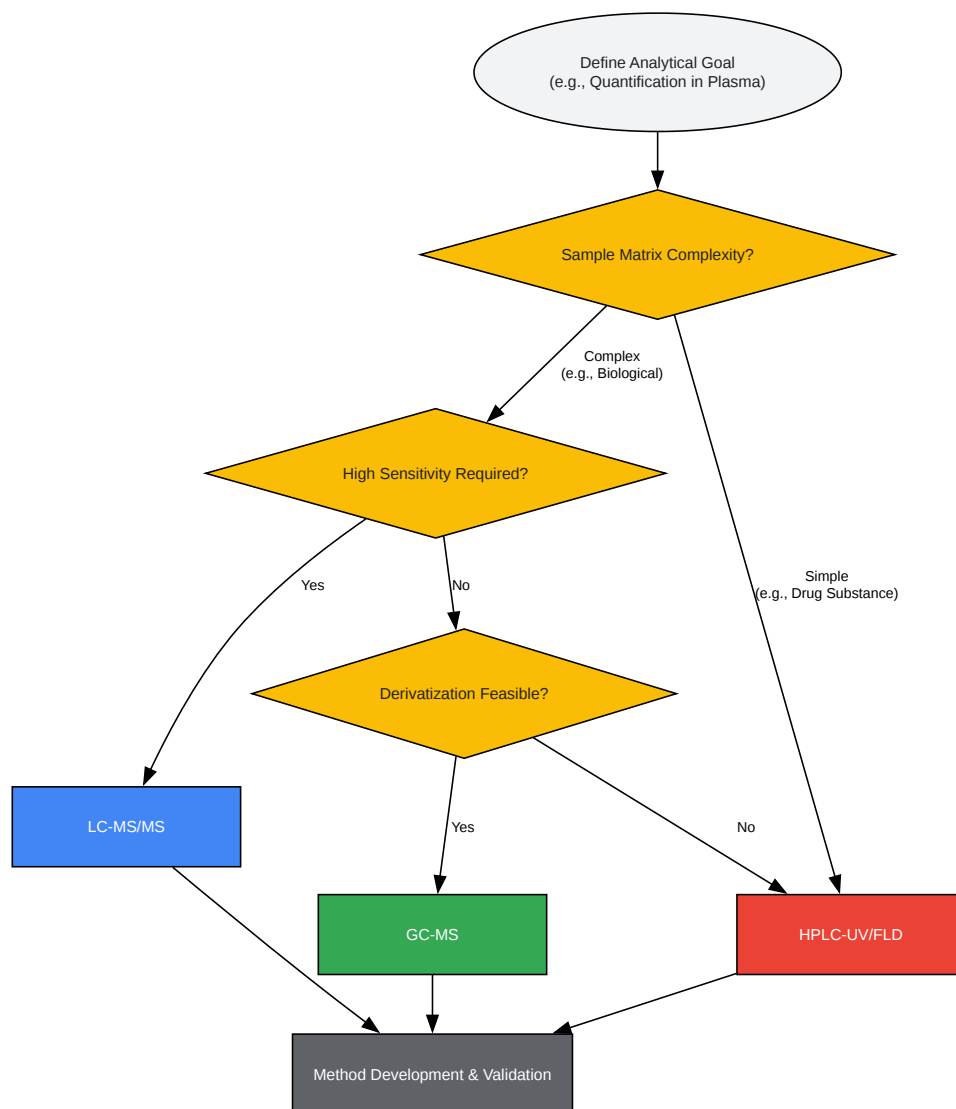 Define Analytical Goal
(e.g., Quantification in Plasma)
Sample Matrix Complexity?
Complex
(e.g., Biological)
High Sensitivity Required?
Simple
(e.g., Drug Substance)
Yes
No
Derivatization Feasible?
LC-MS/MS
Yes
No
GC-MS
HPLC-UV/FLD
Method Development & Validation